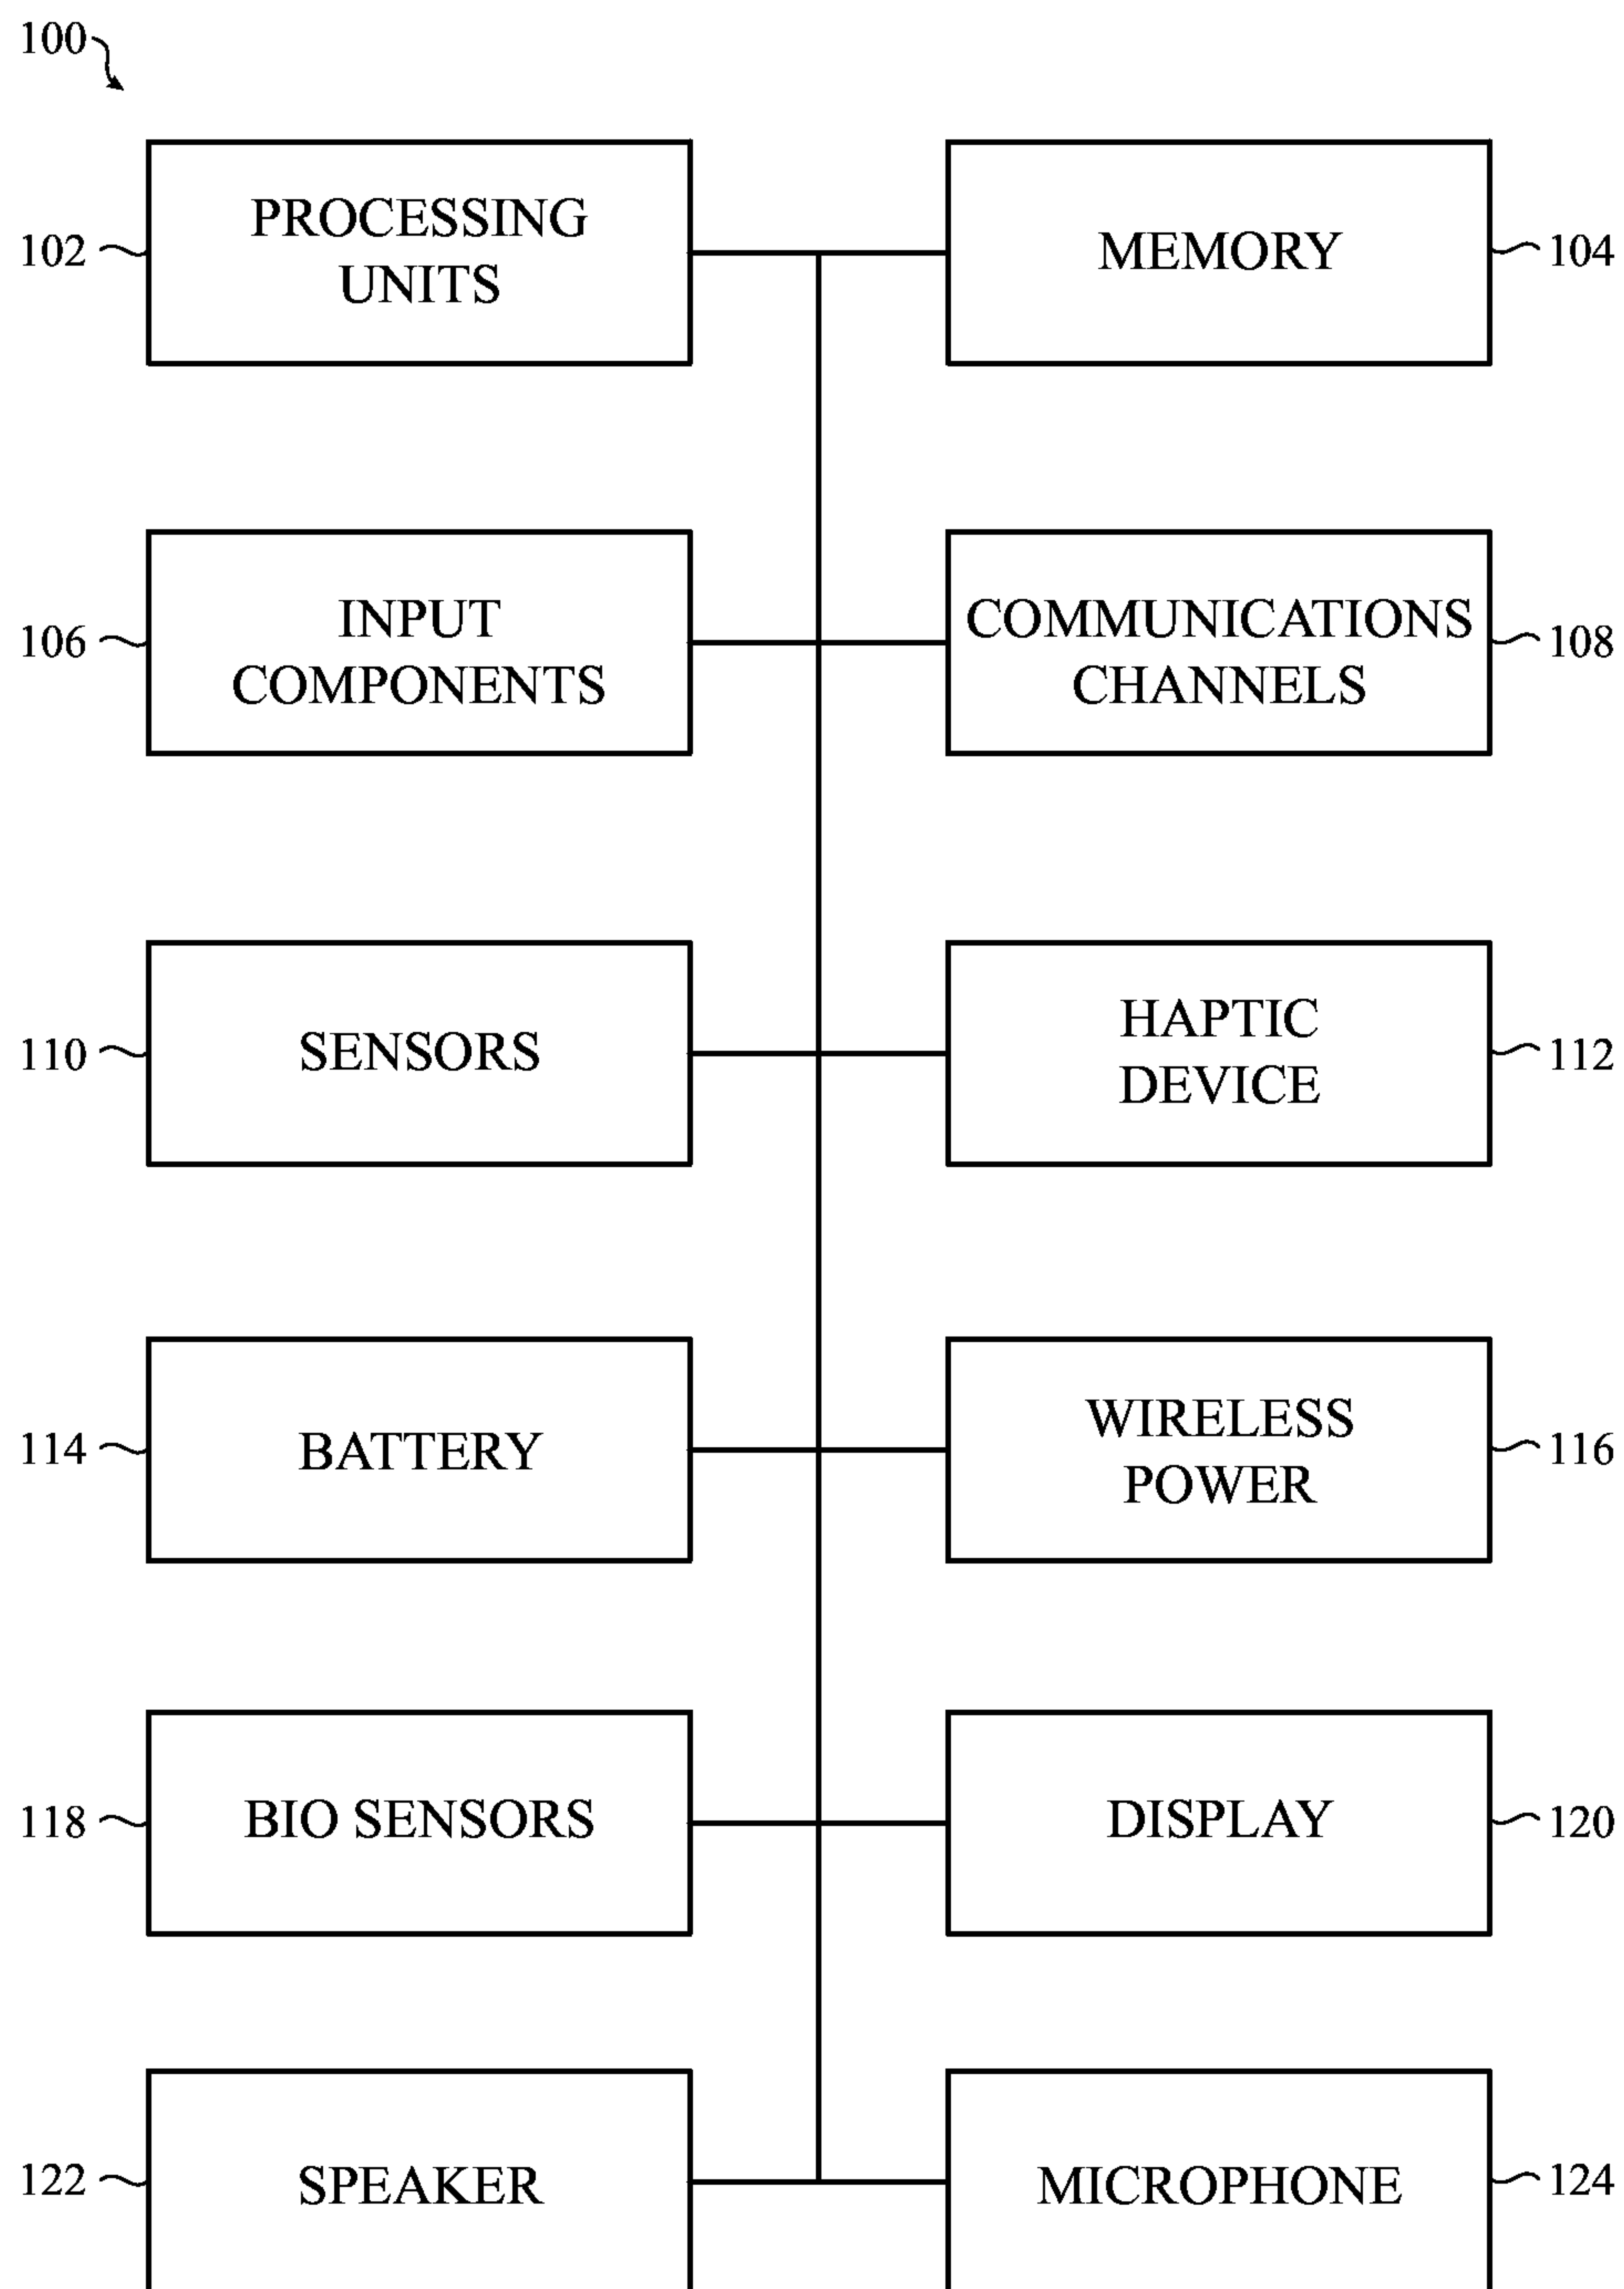 100
102
PROCESSING
UNITS
MEMORY
104
106
INPUT
COMPONENTS
COMMUNICATIONS
CHANNELS
108
110
SENSORS
HAPTIC
DEVICE
112
114
BATTERY
WIRELESS
POWER
116
118
BIO SENSORS
DISPLAY
120
122
SPEAKER
MICROPHONE
124